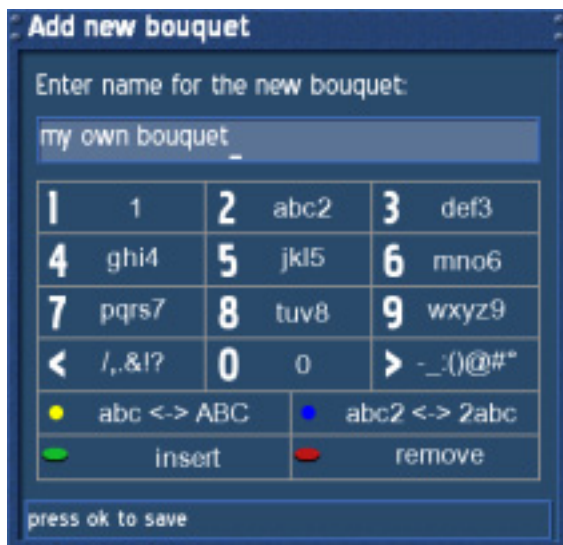 Add new bouquet
Enter name for the new bouquet:
my own bouquet_
1 1 2 abc2 3 def3
4 ghi4 5 jkl5 6 mno6
7 pqrs7 8 tuv8 9 wxyz9
< /,.&!? 0 0 > -_:()@#°
abc <-> ABC abc2 <-> 2abc
insert remove
press ok to save